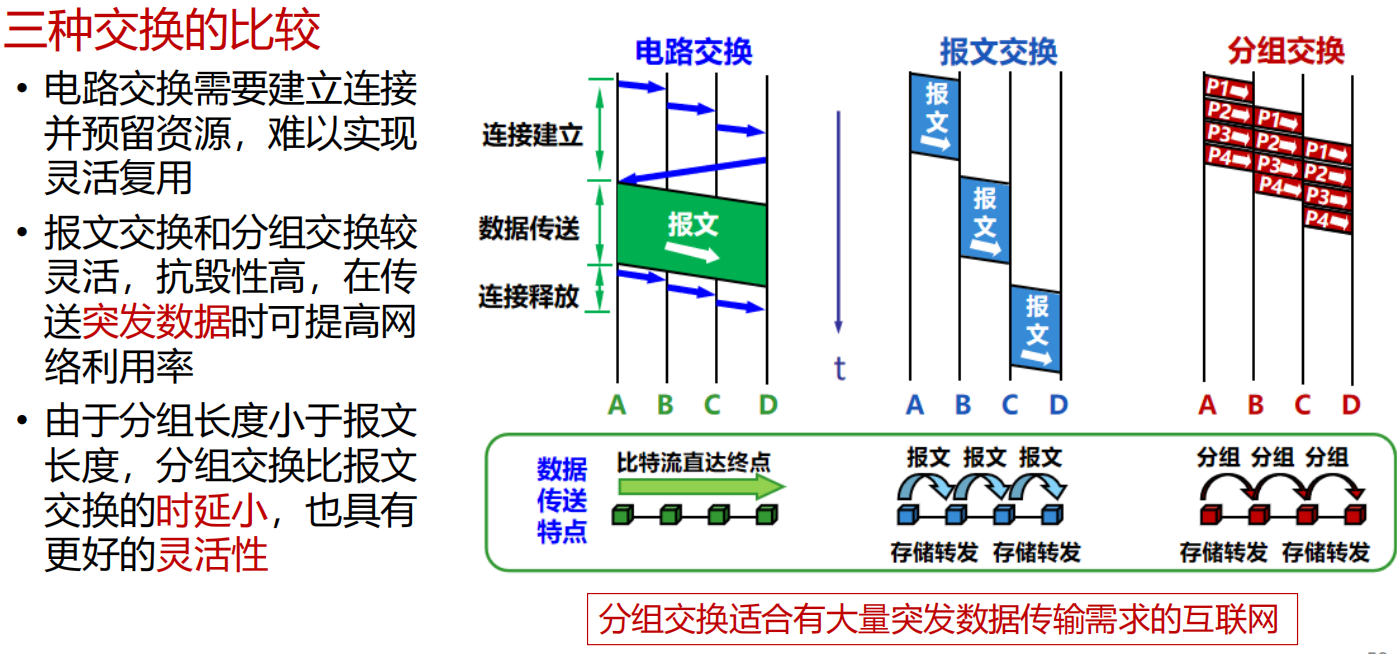 三种交换的比较
• 电路交换需要建立连接
并预留资源，难以实现
灵活复用
• 报文交换和分组交换较
灵活，抗毁性高，在传
送突发数据时可提高网
络利用率
• 由于分组长度小于报文
长度，分组交换比报文
交换的时延小，也具有
更好的灵活性
电路交换
连接建立
数据传送
报文
连接释放
A B C D
t
报文交换
报
文
报
文
报
文
A B C D
分组交换
P1
P2 P1
P3 P2 P1
P4 P3 P2
P4 P3
P4
A B C D
数据
传送
特点
比特流直达终点
报文 报文 报文
存储转发 存储转发
分组 分组 分组
存储转发 存储转发
分组交换适合有大量突发数据传输需求的互联网